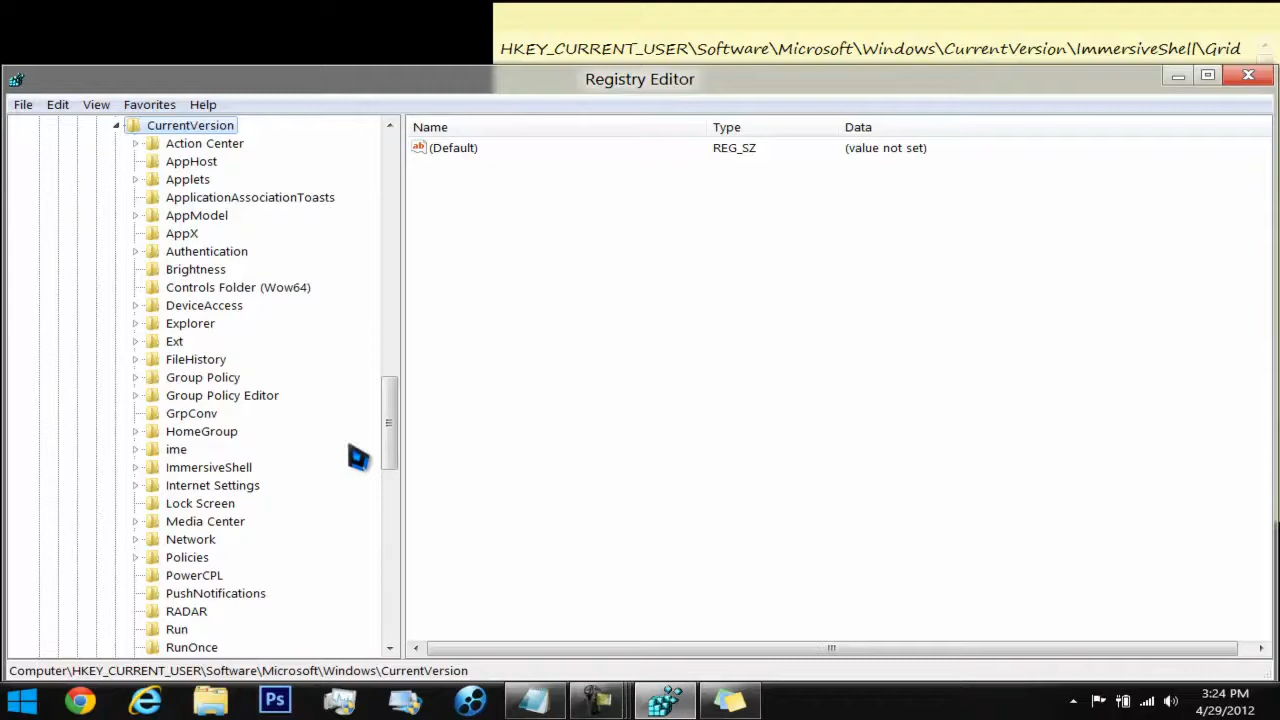 HKEY_CURRENT_USER\Software\Microsoft\Windows\CurrentVersion\ImmersiveShell\Grid
Registry Editor
File Edit View Favorites Help
CurrentVersion
Action Center
AppHost
Applets
ApplicationAssociationToasts
AppModel
AppX
Authentication
Brightness
Controls Folder (Wow64)
DeviceAccess
Explorer
Ext
FileHistory
Group Policy
Group Policy Editor
GrpConv
HomeGroup
ime
ImmersiveShell
Internet Settings
Lock Screen
Media Center
Network
Policies
PowerCPL
PushNotifications
RADAR
Run
RunOnce
Name Type Data
ab (Default) REG_SZ (value not set)
Computer\HKEY_CURRENT_USER\Software\Microsoft\Windows\CurrentVersion
Ps
3:24 PM
4/29/2012